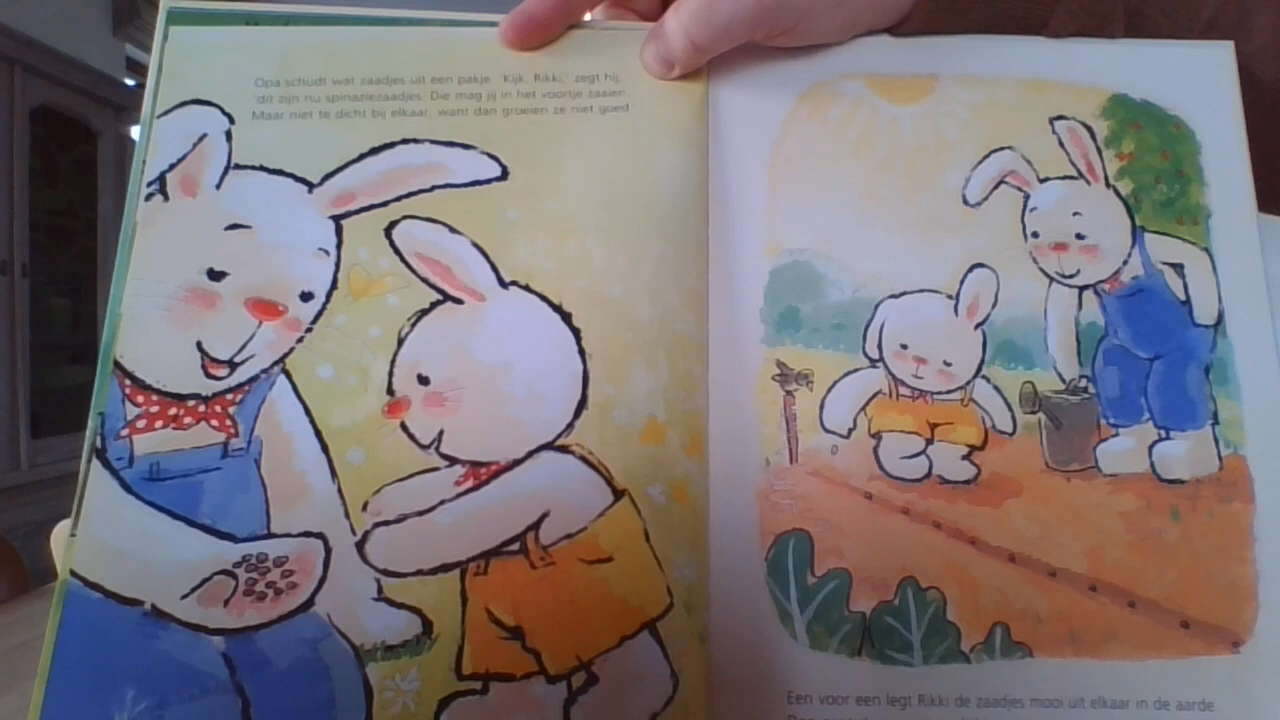 Opa schudt wat zaadjes uit een pakje. 'Kijk, Rikki,' zegt hij,
'dit zijn nu spinaziezaadjes. Die mag jij in het voortje zaaien.
Maar niet te dicht bij elkaar, want dan groeien ze niet goed
Een voor een legt Rikki de zaadjes mooi uit elkaar in de aarde.